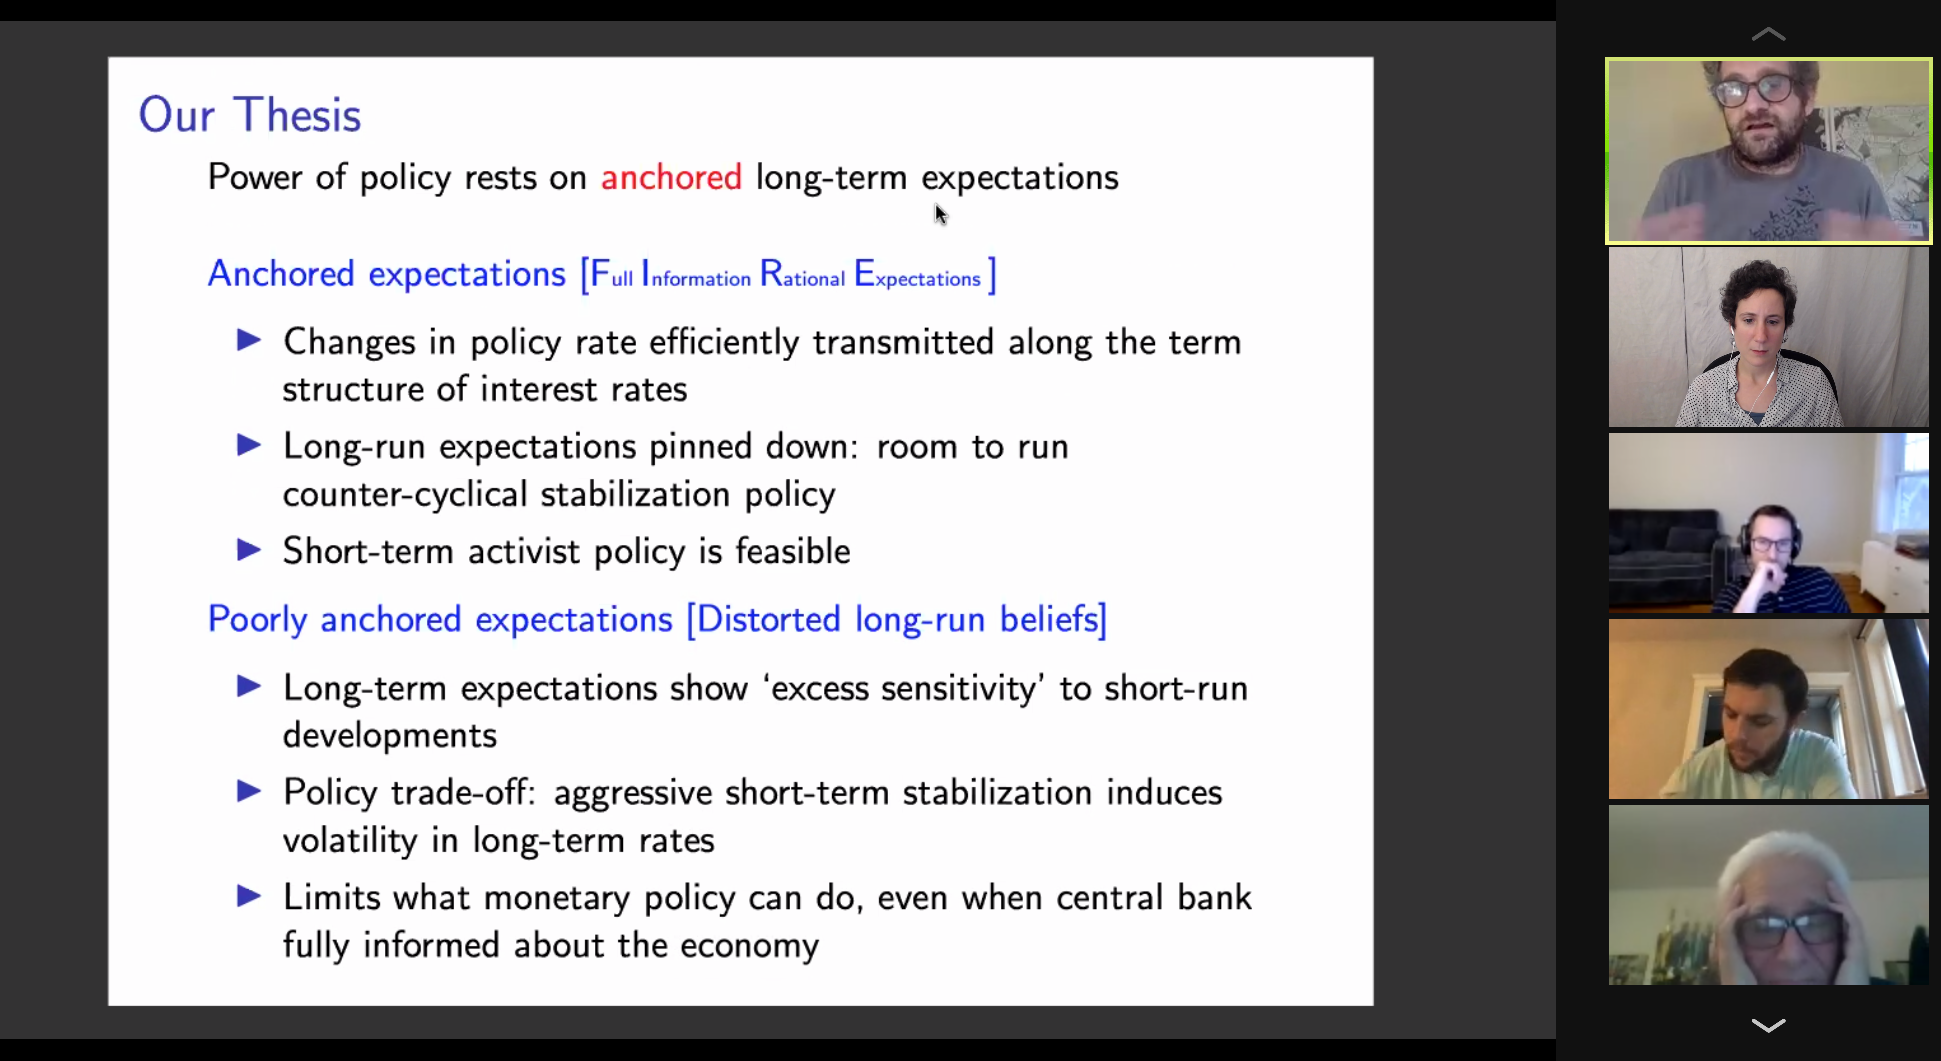 Our Thesis
Power of policy rests on anchored long-term expectations
Anchored expectations [Full Information Rational Expectations ]
▶ Changes in policy rate efficiently transmitted along the term
structure of interest rates
▶ Long-run expectations pinned down: room to run
counter-cyclical stabilization policy
▶ Short-term activist policy is feasible
Poorly anchored expectations [Distorted long-run beliefs]
▶ Long-term expectations show ‘excess sensitivity’ to short-run
developments
▶ Policy trade-off: aggressive short-term stabilization induces
volatility in long-term rates
▶ Limits what monetary policy can do, even when central bank
fully informed about the economy